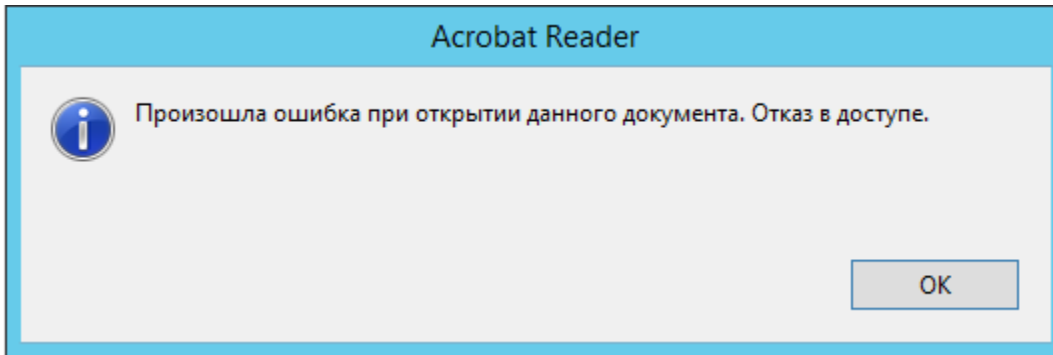 Acrobat Reader
Произошла ошибка при открытии данного документа. Отказ в доступе.
OK